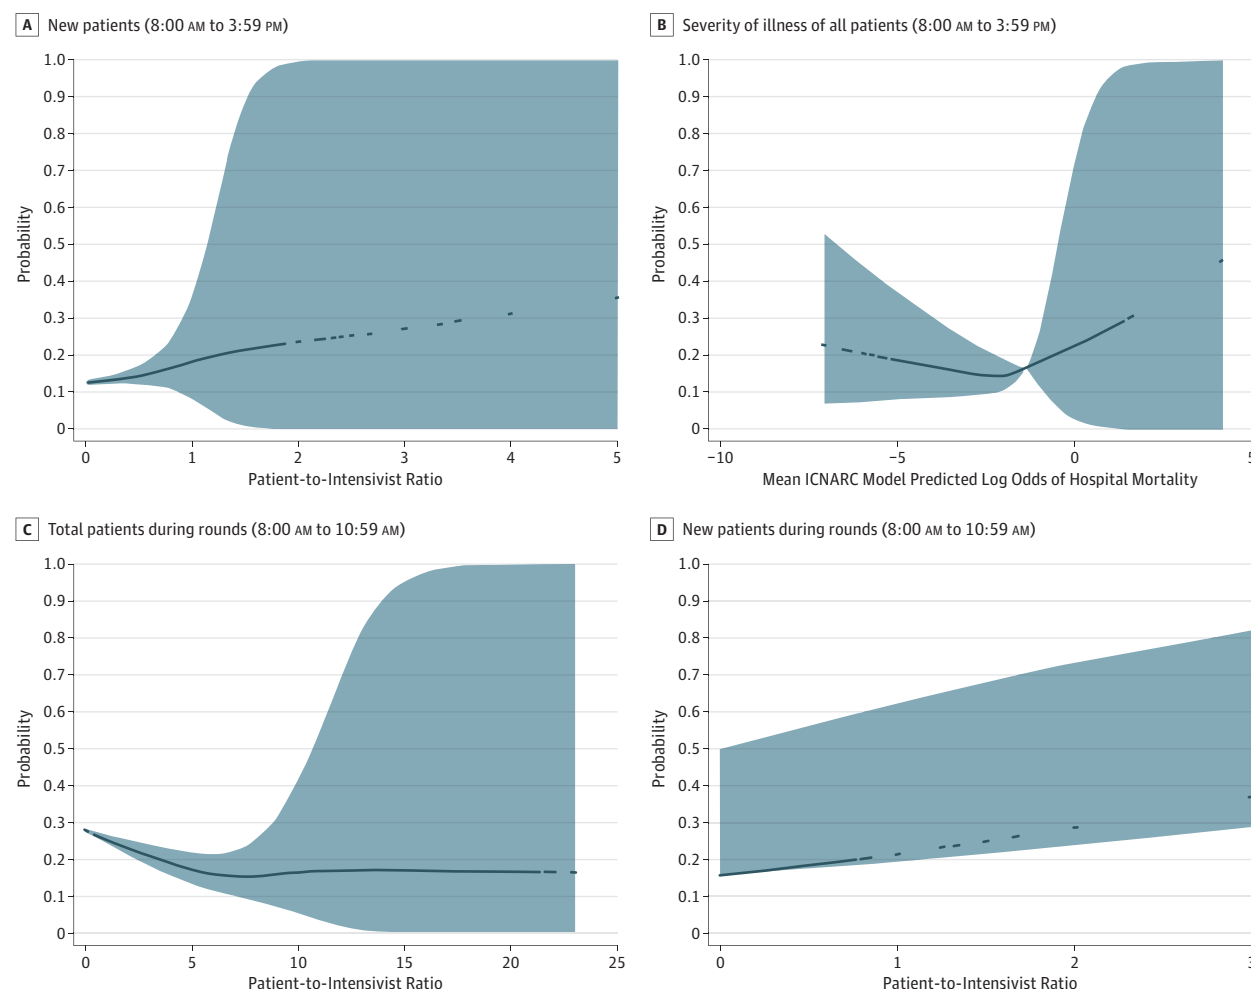 A New patients (8:00 AM to 3:59 PM)
1.0
0.9
0.8
0.7
0.6
0.5
0.4
0.3
0.2
0.1
0
Probability
0 1 2 3 4 5
Patient-to-Intensivist Ratio
B Severity of illness of all patients (8:00 AM to 3:59 PM)
1.0
0.9
0.8
0.7
0.6
0.5
0.4
0.3
0.2
0.1
0
Probability
−10 −5 0 5
Mean ICNARC Model Predicted Log Odds of Hospital Mortality
C Total patients during rounds (8:00 AM to 10:59 AM)
1.0
0.9
0.8
0.7
0.6
0.5
0.4
0.3
0.2
0.1
0
Probability
0 5 10 15 20 25
Patient-to-Intensivist Ratio
D New patients during rounds (8:00 AM to 10:59 AM)
1.0
0.9
0.8
0.7
0.6
0.5
0.4
0.3
0.2
0.1
0
Probability
0 1 2 3
Patient-to-Intensivist Ratio